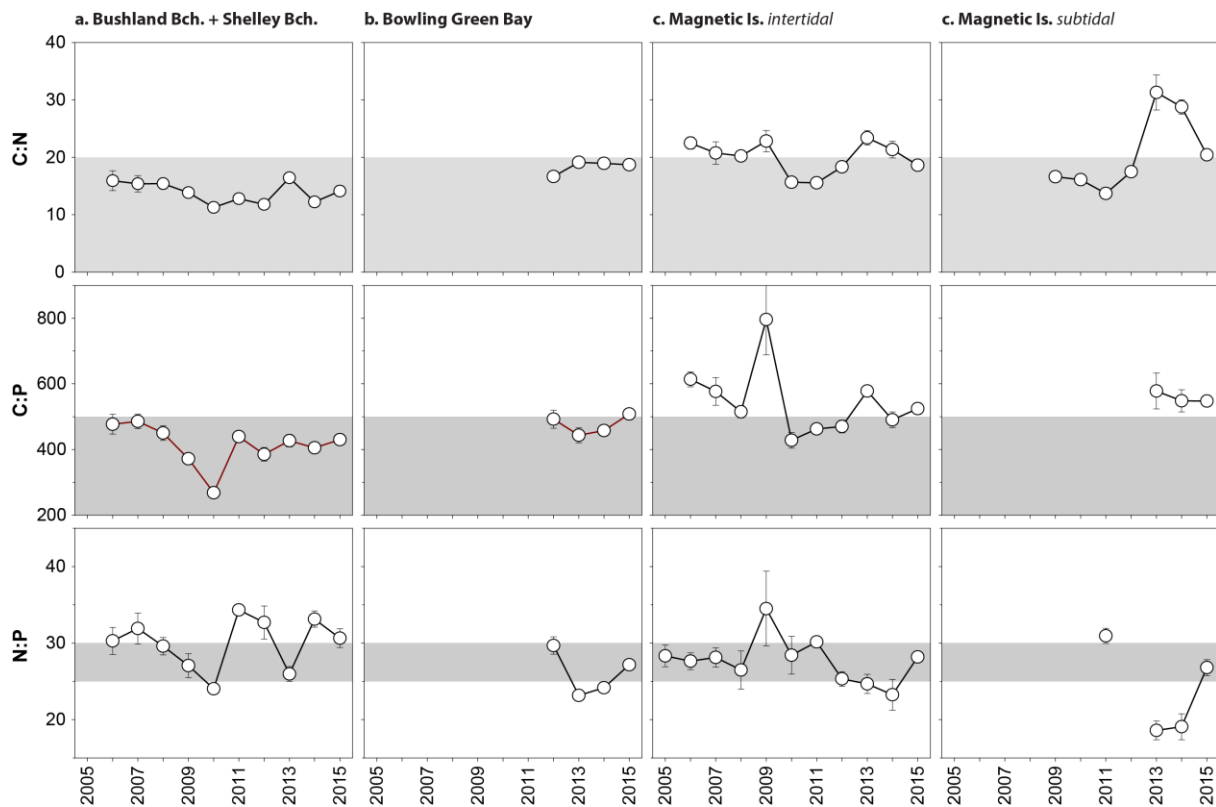 a. Bushland Bch. + Shelley Bch.
b. Bowling Green Bay
c. Magnetic Is. intertidal
c. Magnetic Is. subtidal
C:N
40
30
20
10
0
C:P
800
600
400
200
N:P
40
30
20
2005 2007 2009 2011 2013 2015
2005 2007 2009 2011 2013 2015
2005 2007 2009 2011 2013 2015
2005 2007 2009 2011 2013 2015